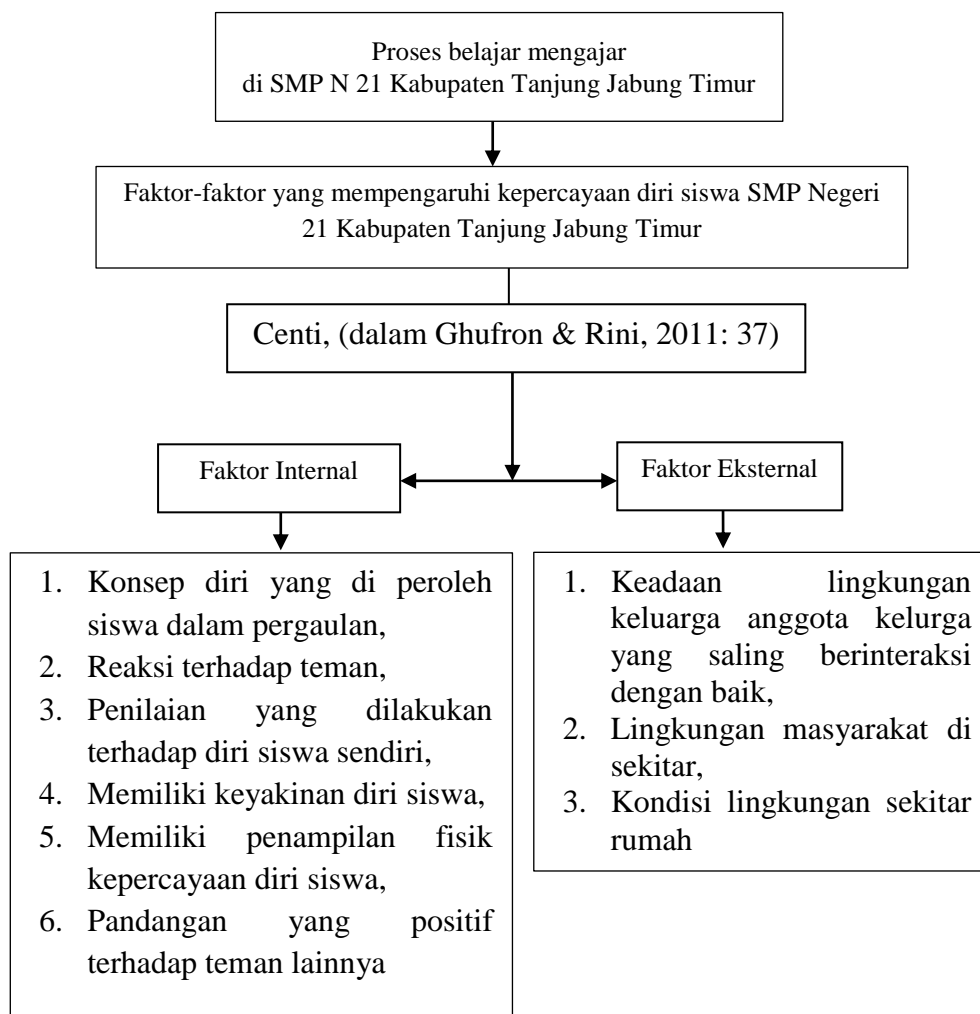 Proses belajar mengajar
di SMP N 21 Kabupaten Tanjung Jabung Timur
Faktor-faktor yang mempengaruhi kepercayaan diri siswa SMP Negeri
21 Kabupaten Tanjung Jabung Timur
Centi, (dalam Ghufron & Rini, 2011: 37)
Faktor Internal
Faktor Eksternal
1. Konsep diri yang di peroleh
siswa dalam pergaulan,
2. Reaksi terhadap teman,
3. Penilaian yang dilakukan
terhadap diri siswa sendiri,
4. Memiliki keyakinan diri siswa,
5. Memiliki penampilan fisik
kepercayaan diri siswa,
6. Pandangan yang positif
terhadap teman lainnya
1. Keadaan lingkungan
keluarga anggota kelurga
yang saling berinteraksi
dengan baik,
2. Lingkungan masyarakat di
sekitar,
3. Kondisi lingkungan sekitar
rumah